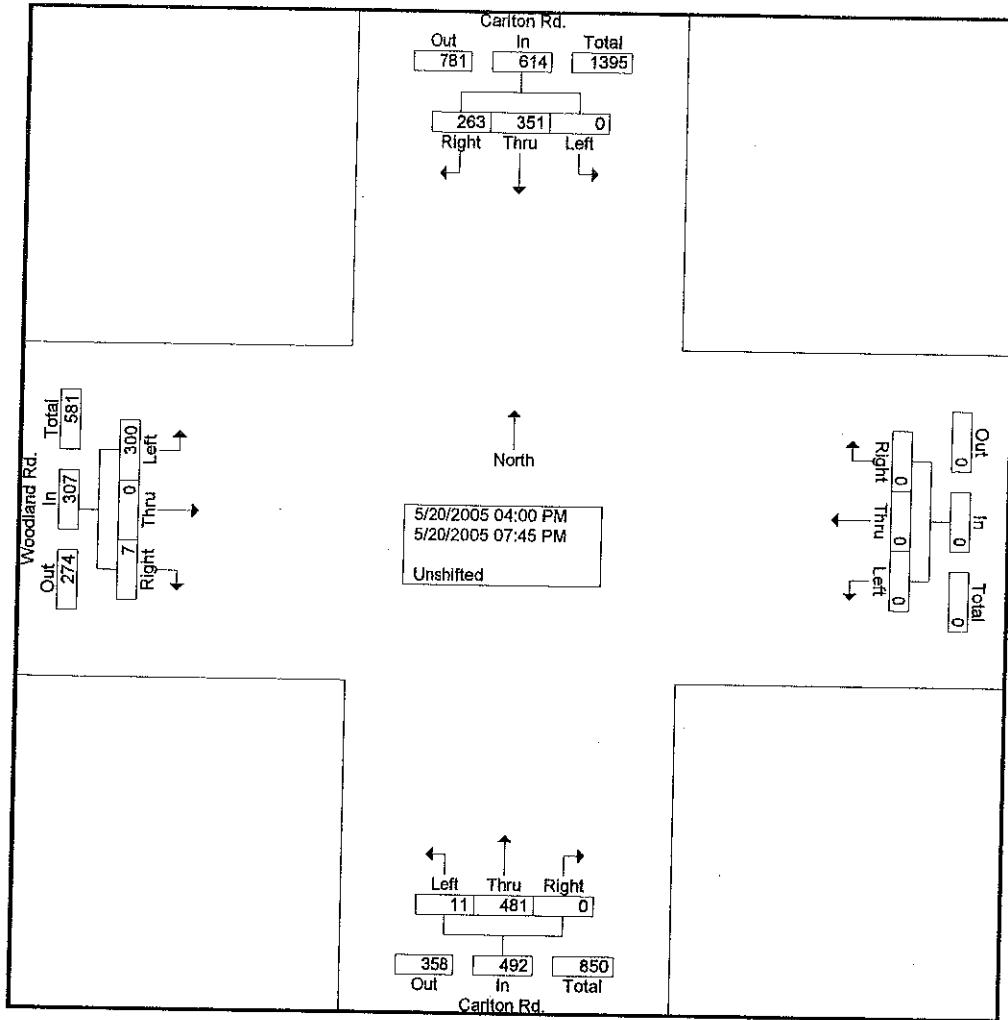 Carlton Rd.
Out In Total
781 614 1395
263 351 0
Right Thru Left
Woodland Rd.
Total In Out
581 307 274
300 0 7
Left Thru Right
North
5/20/2005 04:00 PM
5/20/2005 07:45 PM
Unshifted
Right Thru Left
0 0 0
Out In Total
0 0 0
Left Thru Right
11 481 0
358 492 850
Out In Total
Carlton Rd.